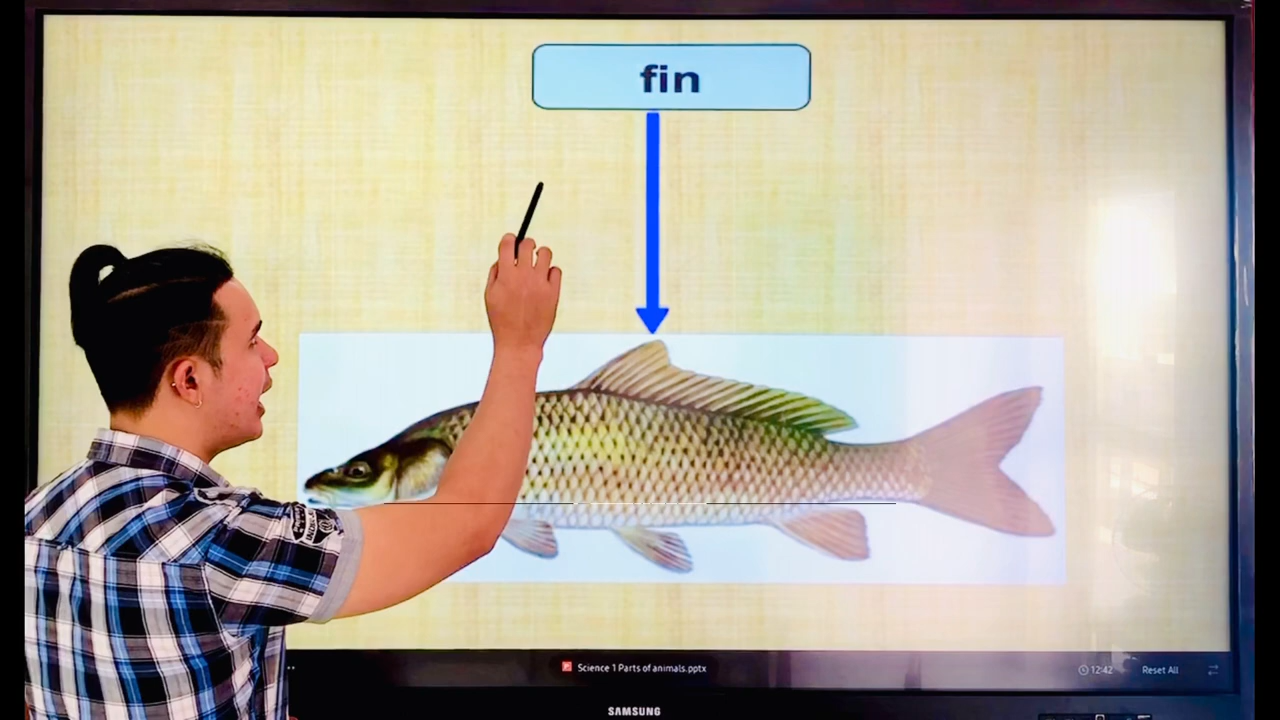 fin
Science 1 Parts of animals.pptx
12:42
Reset All
SAMSUNG